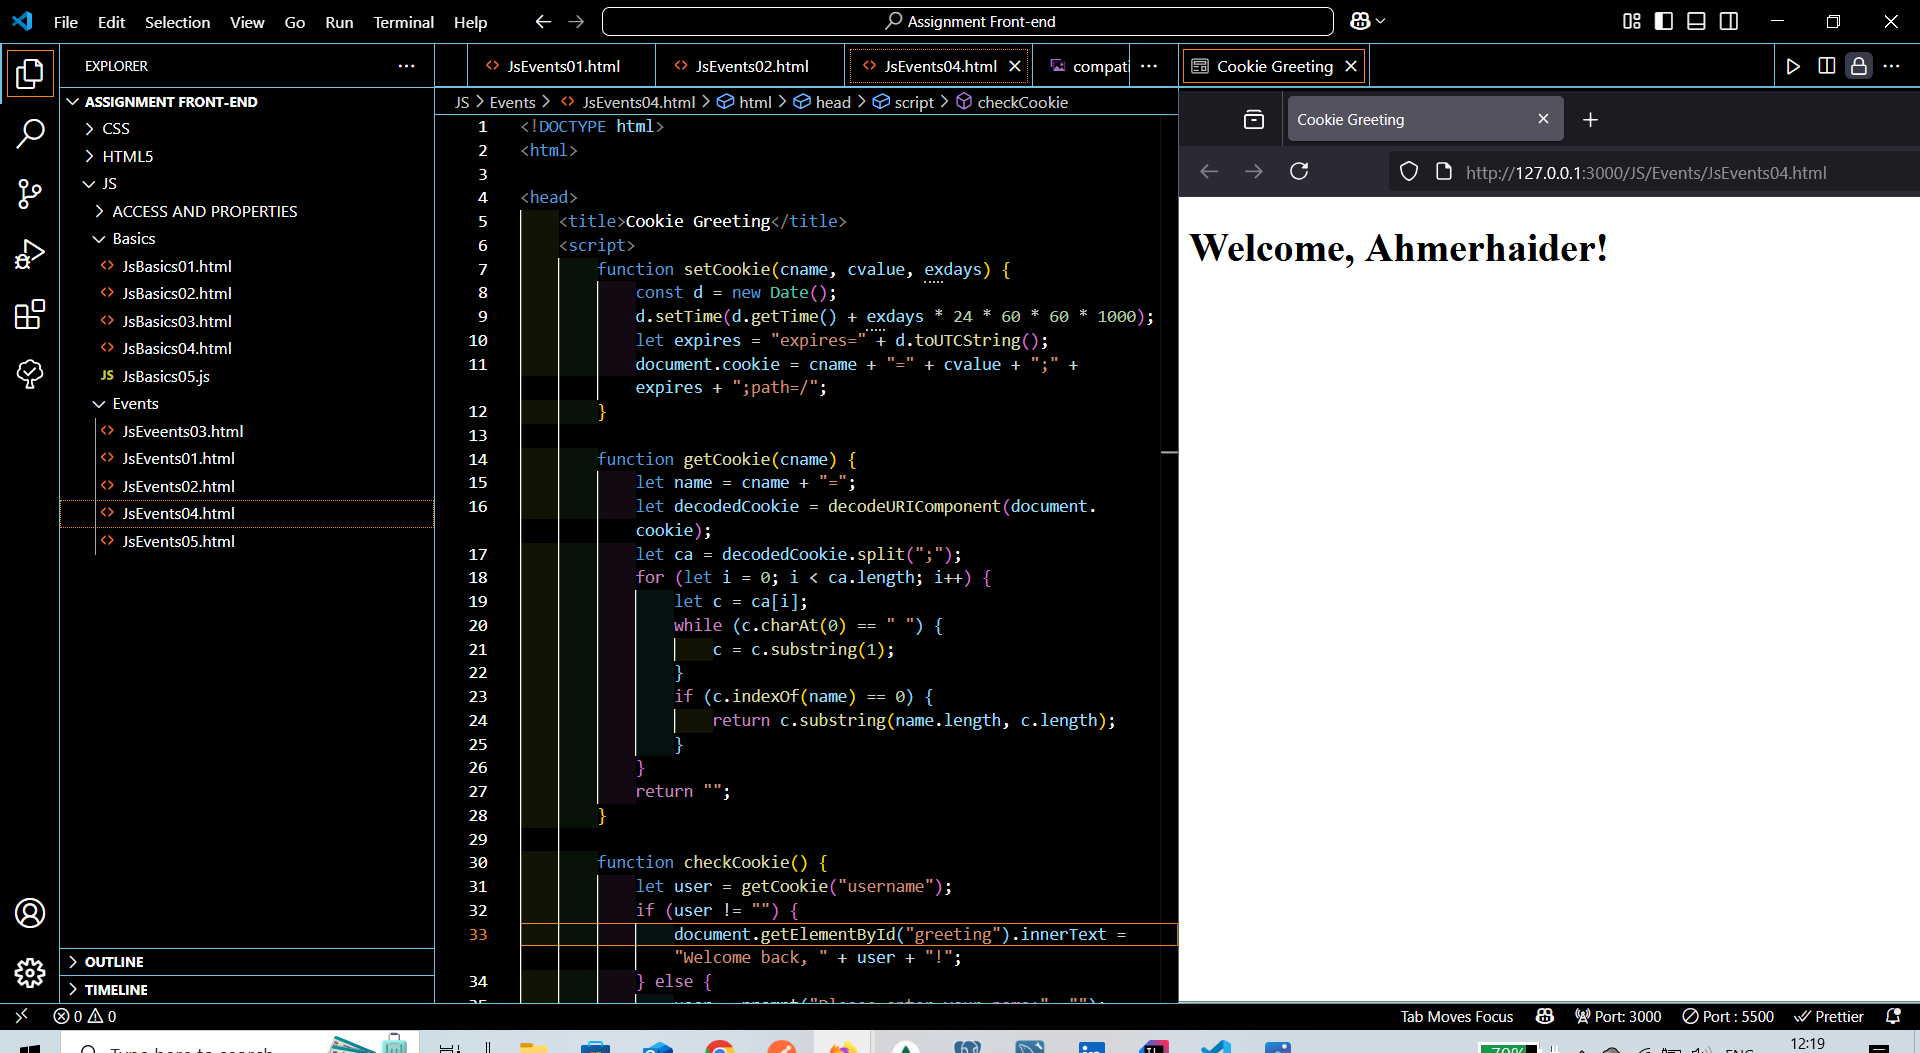 File Edit Selection View Go Run Terminal Help
Assignment Front-end
EXPLORER
ASSIGNMENT FRONT-END
CSS
HTML5
JS
ACCESS AND PROPERTIES
Basics
JsBasics01.html
JsBasics02.html
JsBasics03.html
JsBasics04.html
JS JsBasics05.js
Events
JsEveents03.html
JsEvents01.html
JsEvents02.html
JsEvents04.html
JsEvents05.html
OUTLINE
TIMELINE
JsEvents01.html JsEvents02.html JsEvents04.html compati
JS > Events > JsEvents04.html > html > head > script > checkCookie
1 <!DOCTYPE html>
2 <html>
3
4 <head>
5 <title>Cookie Greeting</title>
6 <script>
7 function setCookie(cname, cvalue, exdays) {
8 const d = new Date();
9 d.setTime(d.getTime() + exdays * 24 * 60 * 60 * 1000);
10 let expires = "expires=" + d.toUTCString();
11 document.cookie = cname + "=" + cvalue + ";" +
expires + ";path=/";
12 }
13
14 function getCookie(cname) {
15 let name = cname + "=";
16 let decodedCookie = decodeURIComponent(document.
cookie);
17 let ca = decodedCookie.split(";");
18 for (let i = 0; i < ca.length; i++) {
19 let c = ca[i];
20 while (c.charAt(0) == " ") {
21 c = c.substring(1);
22 }
23 if (c.indexOf(name) == 0) {
24 return c.substring(name.length, c.length);
25 }
26 }
27 return "";
28 }
29
30 function checkCookie() {
31 let user = getCookie("username");
32 if (user != "") {
33 document.getElementById("greeting").innerText =
"Welcome back, " + user + "!";
34 } else {
Cookie Greeting
Cookie Greeting
http://127.0.0.1:3000/JS/Events/JsEvents04.html
Welcome, Ahmerhaider!
0 0
Tab Moves Focus Port: 3000 Port : 5500 Prettier
12:19